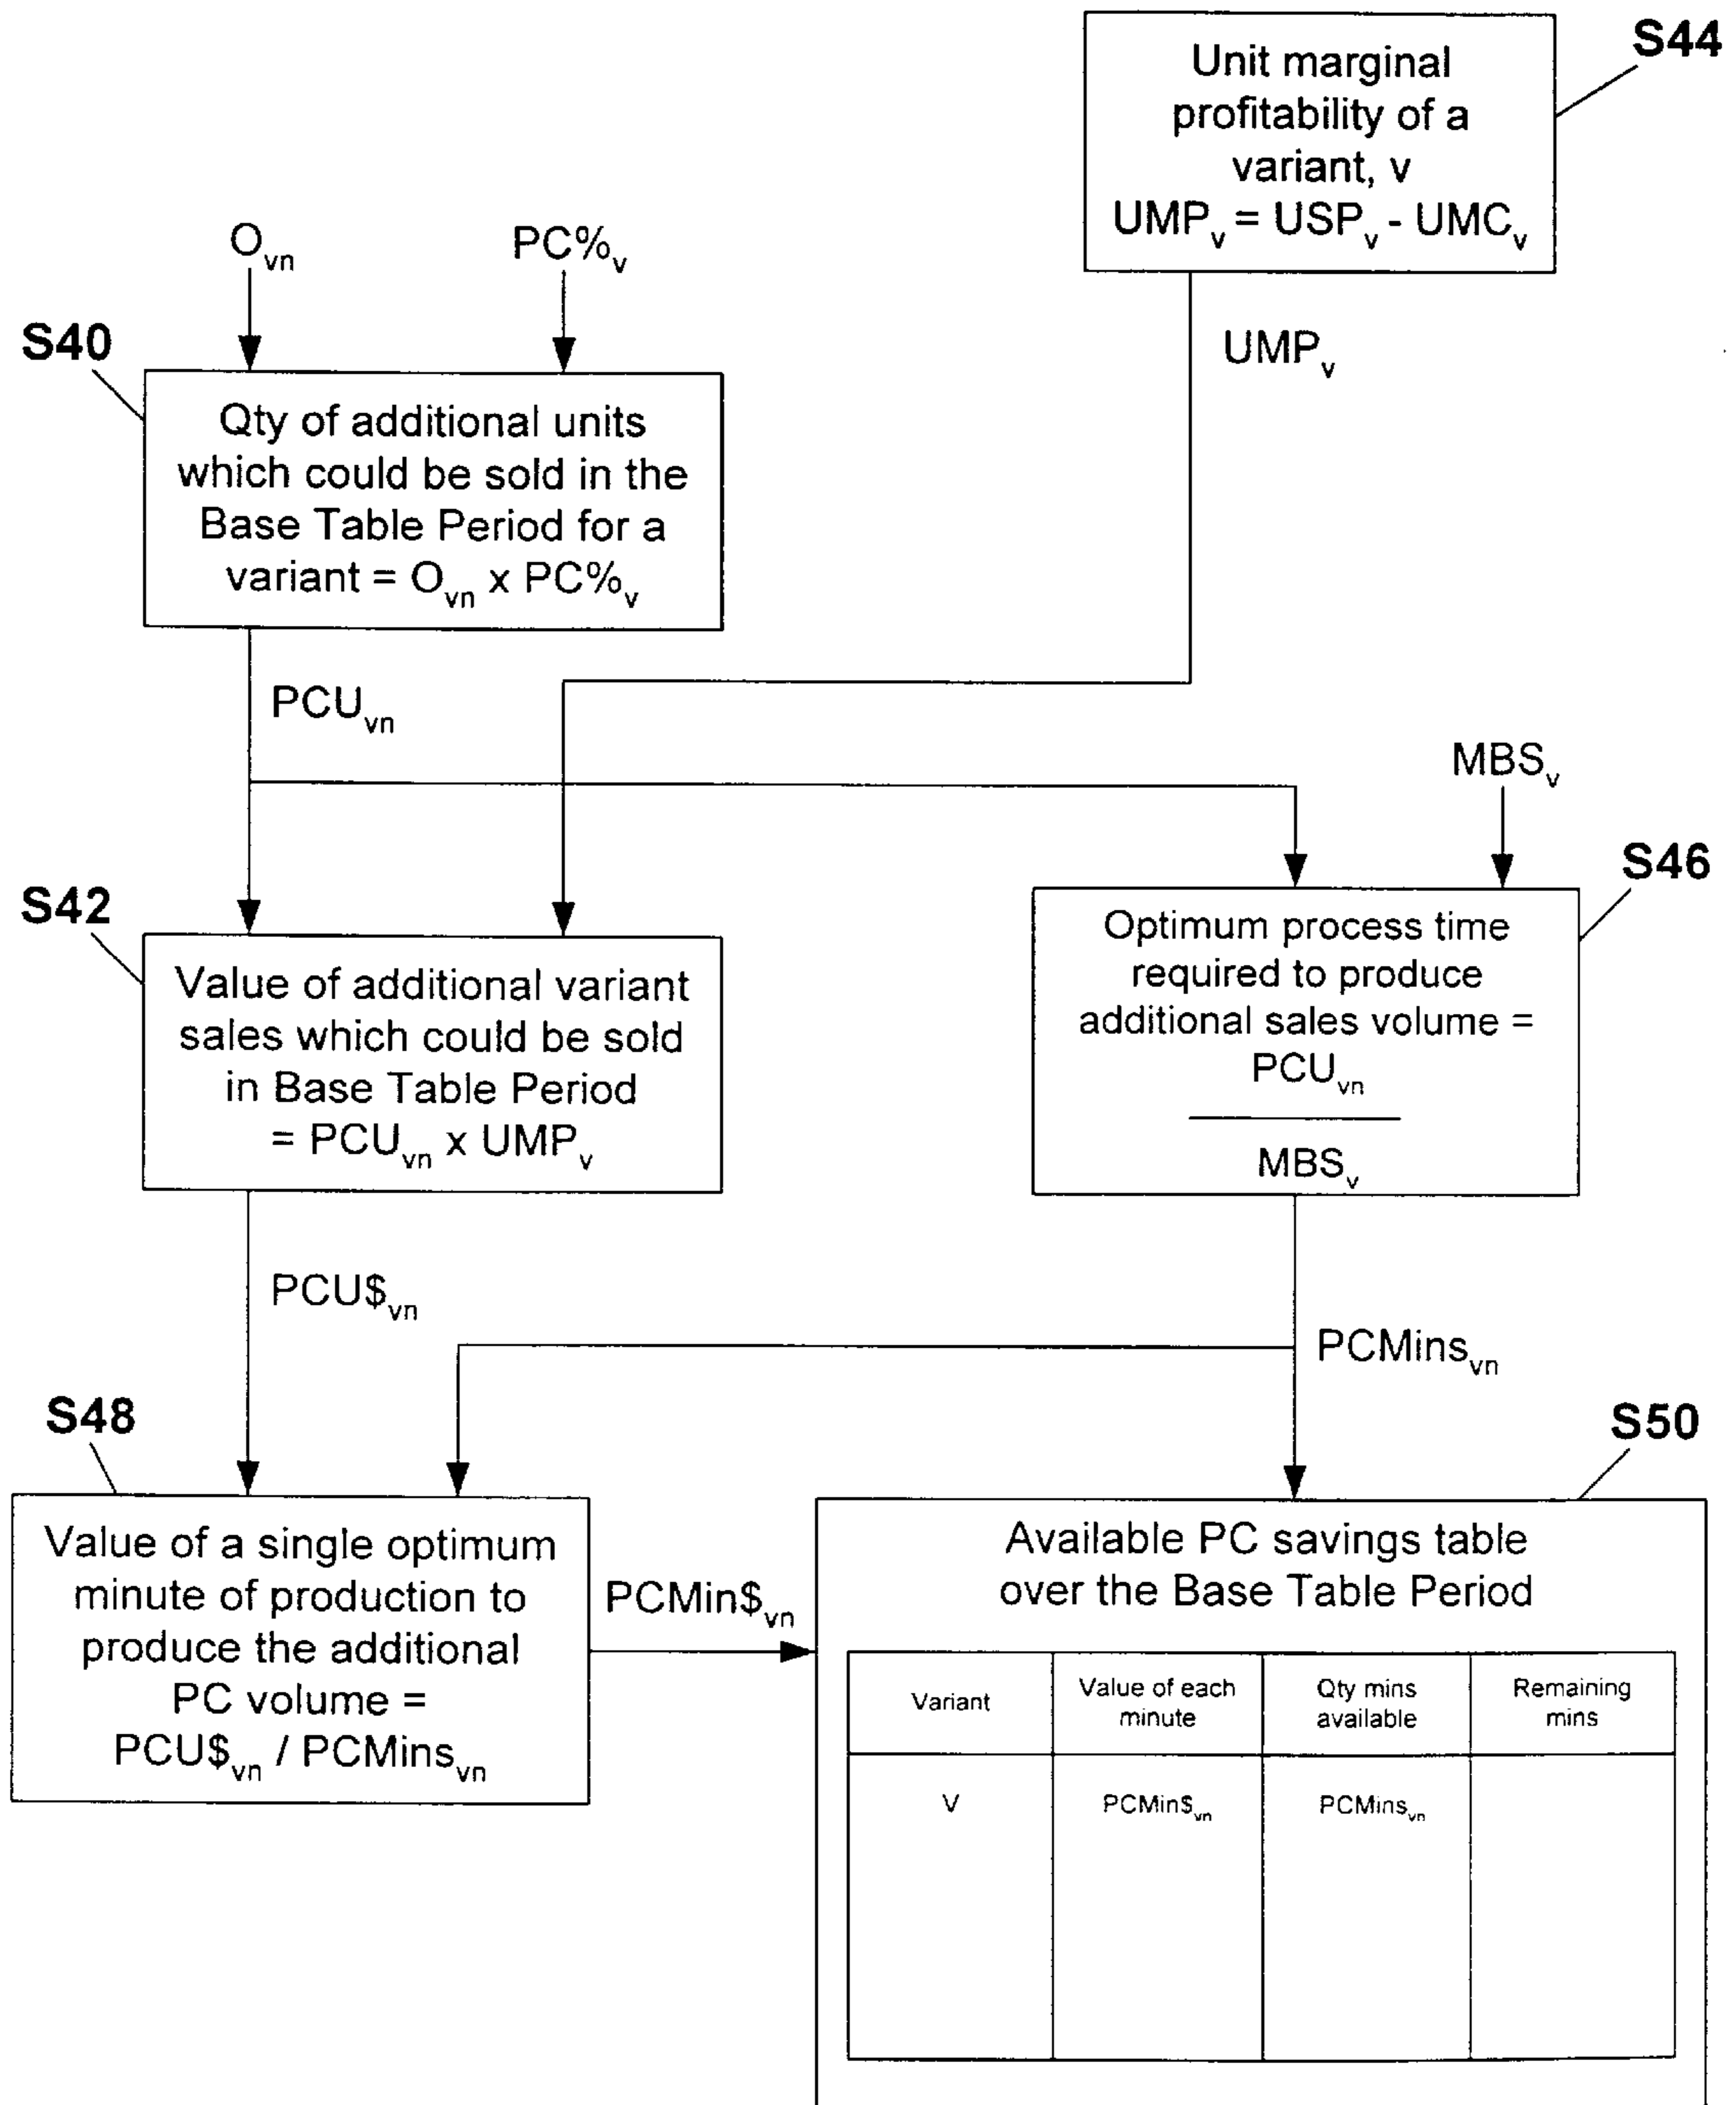 S44
Unit marginal
profitability of a
variant, v
UMPv = USPv - UMCv
Ovn
PC%v
UMPv
S40
Qty of additional units
which could be sold in the
Base Table Period for a
variant = Ovn x PC%v
PCUvn
MBSv
S42
Value of additional variant
sales which could be sold
in Base Table Period
= PCUvn x UMPv
S46
Optimum process time
required to produce
additional sales volume =
PCUvn
MBSv
PCU$vn
PCMinsvn
S48
Value of a single optimum
minute of production to
produce the additional
PC volume =
PCU$vn / PCMinsvn
PCMin$vn
S50
Available PC savings table
over the Base Table Period
Variant
Value of each
minute
Qty mins
available
Remaining
mins
V
PCMin$vn
PCMinsvn